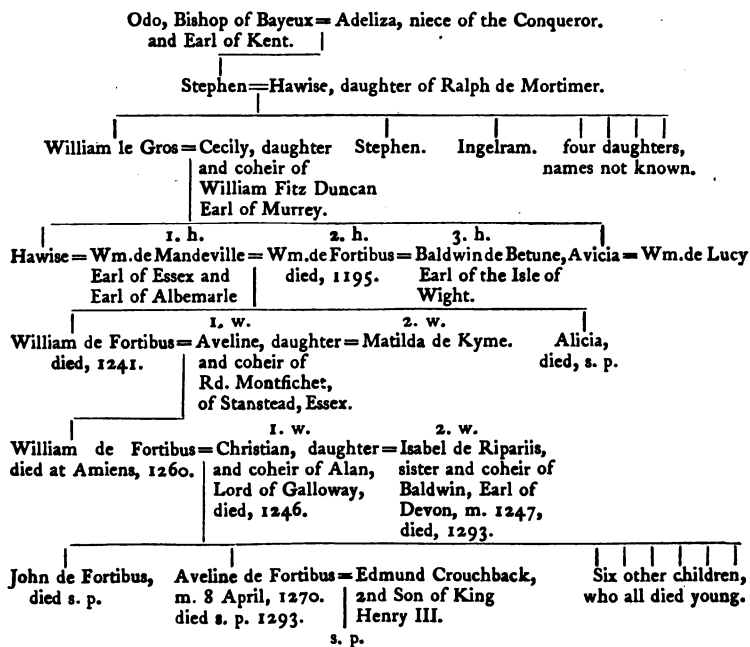 Odo, Bishop of Bayeux = Adeliza, niece of the Conqueror.
and Earl of Kent.
Stephen = Hawise, daughter of Ralph de Mortimer.
William le Gros = Cecily, daughter
and coheir of
William Fitz Duncan
Earl of Murrey.
Stephen.
Ingelram.
four daughters,
names not known.
1. h. 2. h. 3. h.
Hawise = Wm. de Mandeville = Wm. de Fortibus = Baldwin de Betune, Avicia = Wm. de Lucy
Earl of Essex and died, 1195. Earl of the Isle of
Earl of Albemarle Wight.
1. w. 2. w.
William de Fortibus = Aveline, daughter = Matilda de Kyme. Alicia,
died, 1241. and coheir of died, s. p.
Rd. Montfichet,
of Stanstead, Essex.
1. w. 2. w.
William de Fortibus = Christian, daughter = Isabel de Ripariis,
died at Amiens, 1260. and coheir of Alan, sister and coheir of
Lord of Galloway, Baldwin, Earl of
died, 1246. Devon, m. 1247,
died, 1293.
John de Fortibus, Aveline de Fortibus = Edmund Crouchback, Six other children,
died s. p. m. 8 April, 1270. 2nd Son of King who all died young.
died s. p. 1293. Henry III.
s. p.